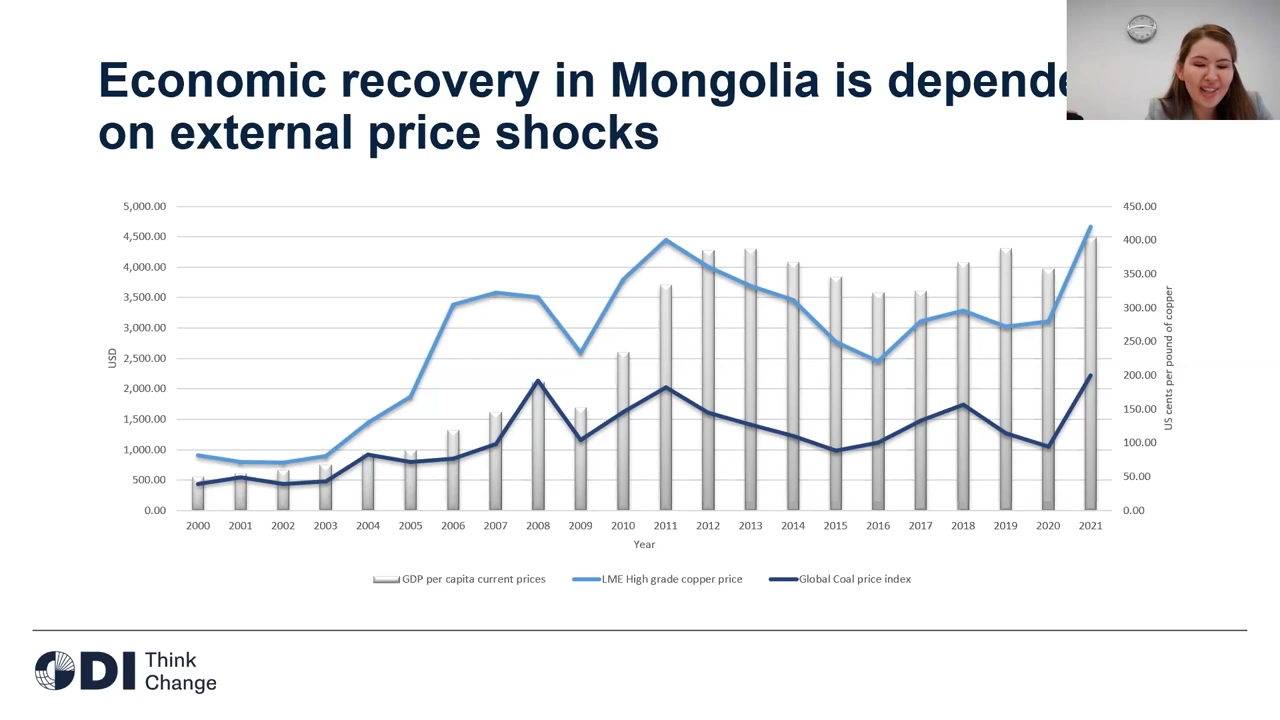 Economic recovery in Mongolia is depende
on external price shocks
5,000.00
4,500.00
4,000.00
3,500.00
3,000.00
2,500.00
2,000.00
1,500.00
1,000.00
500.00
0.00
USD
450.00
400.00
350.00
300.00
250.00
200.00
150.00
100.00
50.00
0.00
US cents per pound of copper
2000 2001 2002 2003 2004 2005 2006 2007 2008 2009 2010 2011 2012 2013 2014 2015 2016 2017 2018 2019 2020 2021
Year
GDP per capita current prices LME High grade copper price Global Coal price index
ODI Think
Change